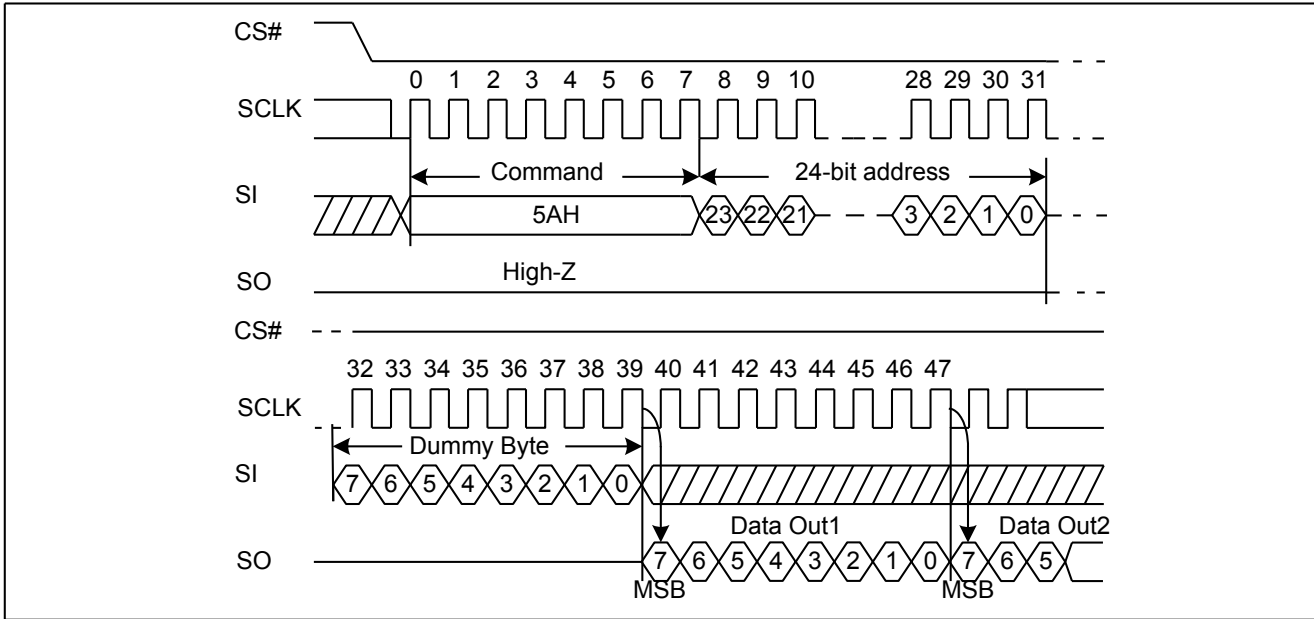 CS#
0 1 2 3 4 5 6 7 8 9 10 28 29 30 31
SCLK
Command 24-bit address
SI
5AH 23 22 21 3 2 1 0
High-Z
SO
CS#
32 33 34 35 36 37 38 39 40 41 42 43 44 45 46 47
SCLK
Dummy Byte
SI
7 6 5 4 3 2 1 0
Data Out1 Data Out2
SO
7 6 5 4 3 2 1 0 7 6 5
MSB MSB